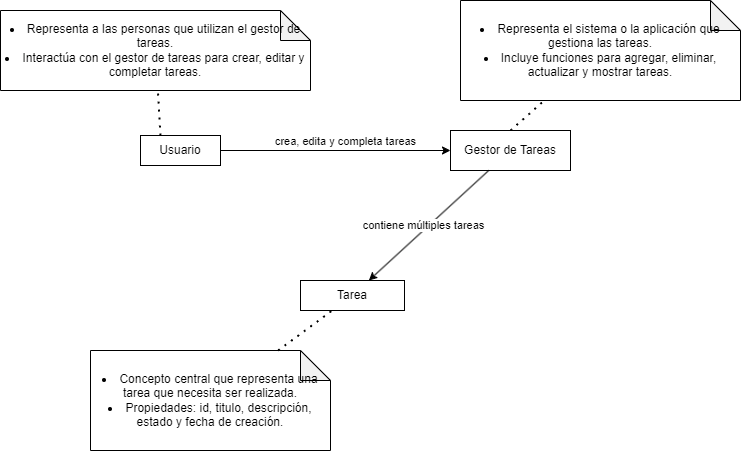 • Representa a las personas que utilizan el gestor de
tareas.
• Interactúa con el gestor de tareas para crear, editar y
completar tareas.
• Representa el sistema o la aplicación que
gestiona las tareas.
• Incluye funciones para agregar, eliminar,
actualizar y mostrar tareas.
Usuario
crea, edita y completa tareas
Gestor de Tareas
contiene múltiples tareas
Tarea
• Concepto central que representa una
tarea que necesita ser realizada.
• Propiedades: id, titulo, descripción,
estado y fecha de creación.